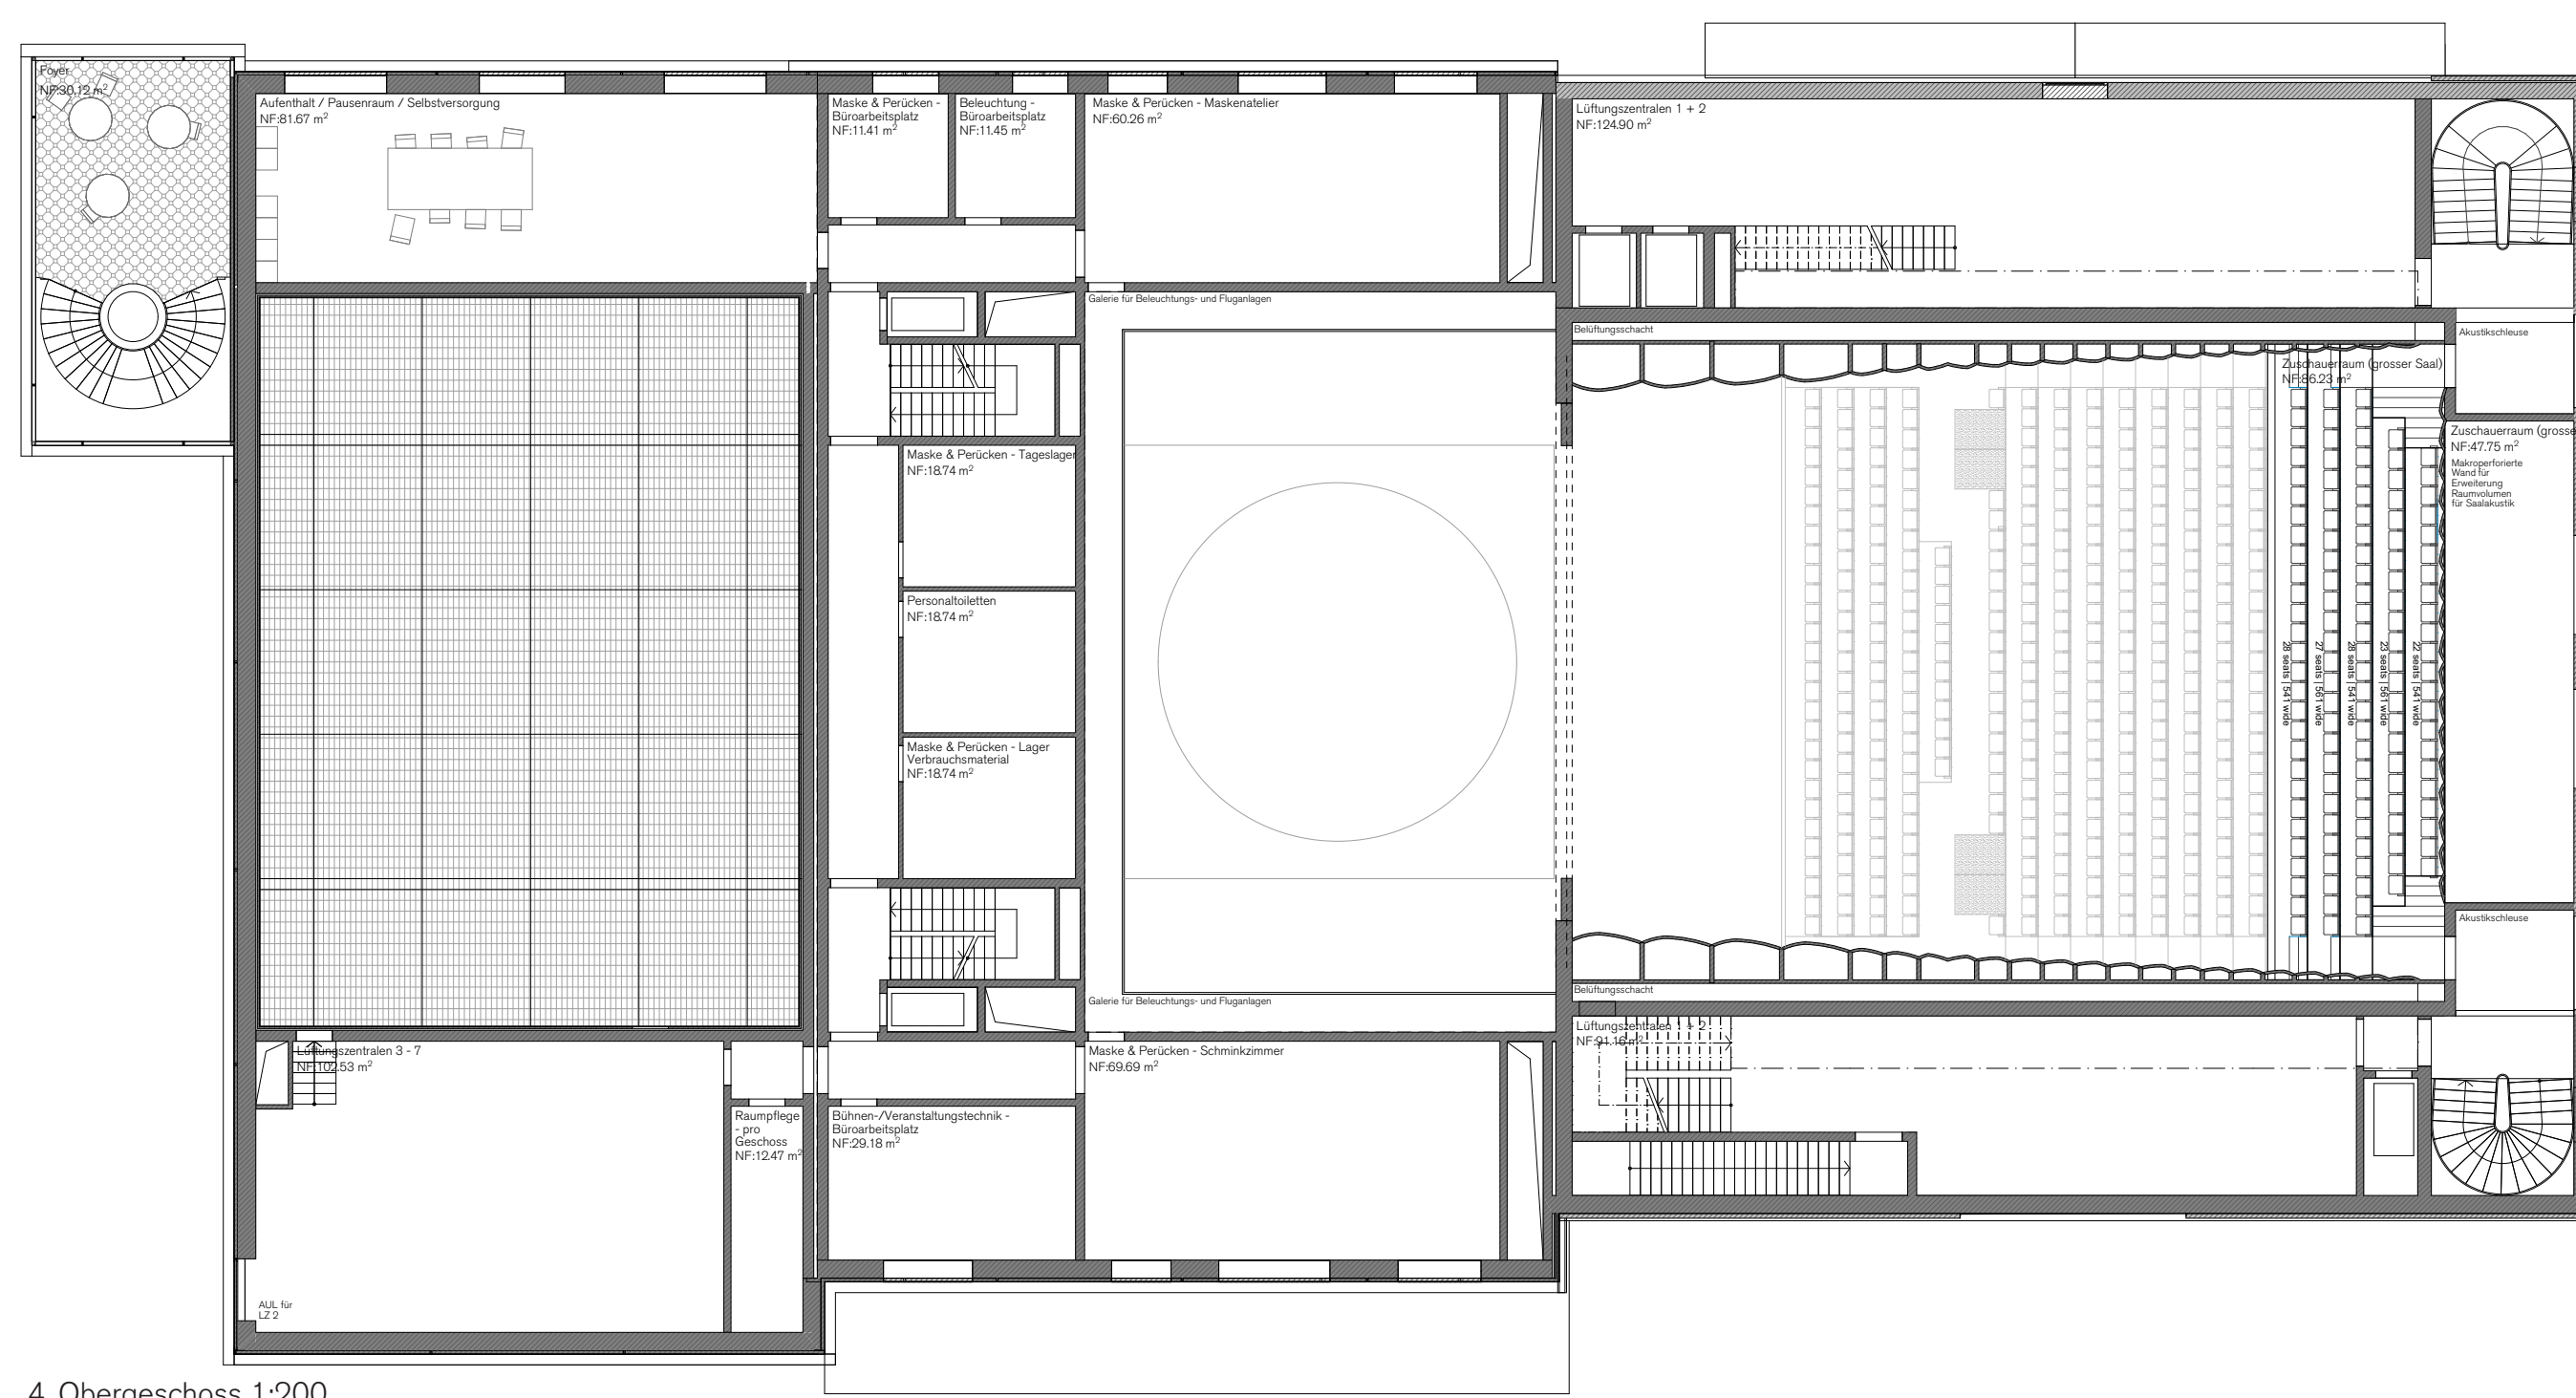 Foyer
NF:30.12 m²
Aufenthalt / Pausenraum / Selbstversorgung
NF:81.67 m²
Maske & Perücken -
Büroarbeitsplatz
NF:11.41 m²
Beleuchtung -
Büroarbeitsplatz
NF:11.45 m²
Maske & Perücken - Maskenatelier
NF:60.26 m²
Lüftungszentralen 1 + 2
NF:124.90 m²
Galerie für Beleuchtungs- und Fluganlagen
Belüftungsschacht
Akustikschleuse
Zuschauerraum (grosser Saal)
NF:86.23 m²
Zuschauerraum (grosse
NF:47.75 m²
Makroperforierte
Wand für
Erweiterung
Raumvolumen
für Saalakustik
Maske & Perücken - Tageslager
NF:18.74 m²
Personaltoiletten
NF:18.74 m²
Maske & Perücken - Lager
Verbrauchsmaterial
NF:18.74 m²
28 seats | 541 wide
27 seats | 561 wide
28 seats | 541 wide
23 seats | 561 wide
22 seats | 541 wide
Akustikschleuse
Galerie für Beleuchtungs- und Fluganlagen
Belüftungsschacht
Lüftungszentralen 3 - 7
NF:102.53 m²
Maske & Perücken - Schminkzimmer
NF:69.69 m²
Lüftungszentralen 1 + 2
NF:91.16 m²
Raumpflege
- pro
Geschoss
NF:12.47 m²
Bühnen-/Veranstaltungstechnik -
Büroarbeitsplatz
NF:29.18 m²
AUL für
LZ 2
4. Obergeschoss 1:200